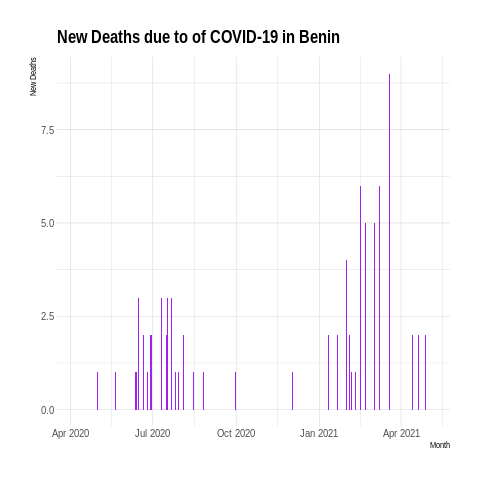 New Deaths due to of COVID-19 in Benin
New Deaths
7.5
5.0
2.5
0.0
Apr 2020 Jul 2020 Oct 2020 Jan 2021 Apr 2021
Month